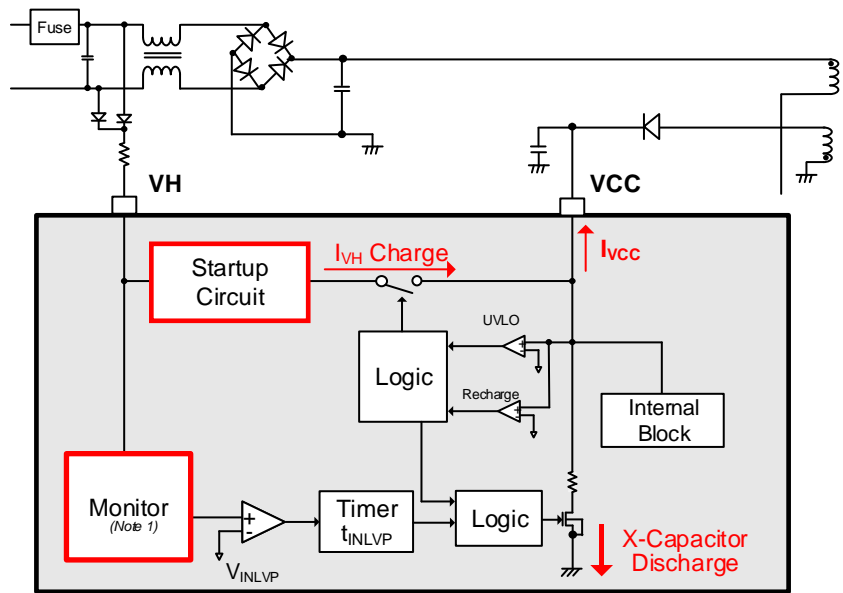 Fuse
VH
VCC
Startup
Circuit
IVH Charge
IVCC
UVLO
Logic
Recharge
Internal
Block
Monitor
(Note 1)
+
-
VINLVP
Timer
tINLVP
Logic
X-Capacitor
Discharge